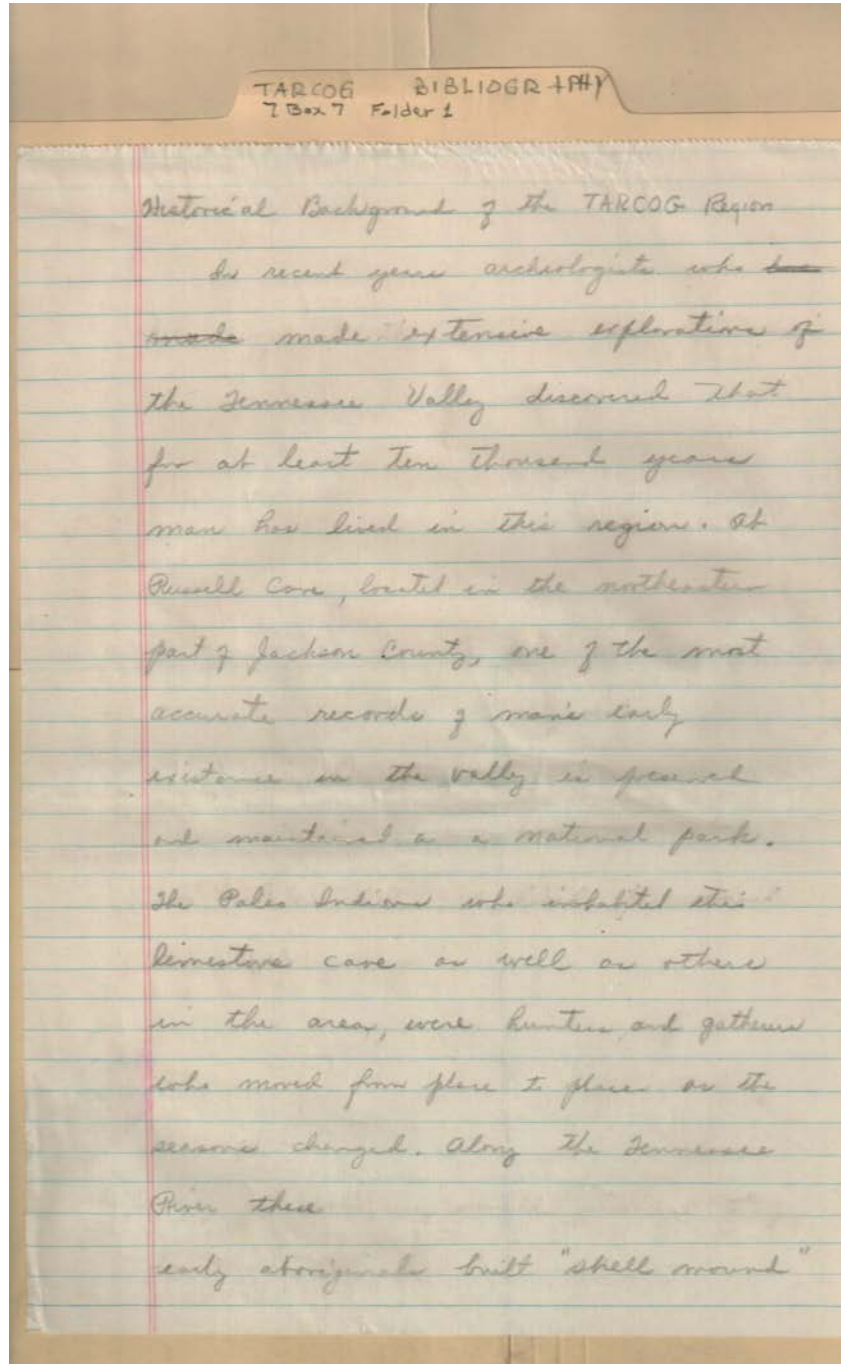 TARCOG BIBLIOGRAPHY
7 Box 7 Folder 1
Historical Background of the TARCOG Region
In recent years archeologists who
made made extensive explorations of
the Tennessee Valley discovered that
for at least ten thousand years
man has lived in this region. At
Russell Cave, located in the northeastern
part of Jackson County, one of the most
accurate records of man's early
existence in the valley is preserved
and maintained as a national park.
The Paleo Indians who inhabited this
limestone cave as well as others
in the area, were hunters and gatherers
who moved from place to place as the
seasons changed. Along the Tennessee
River these
early aboriginals built "shell mound"